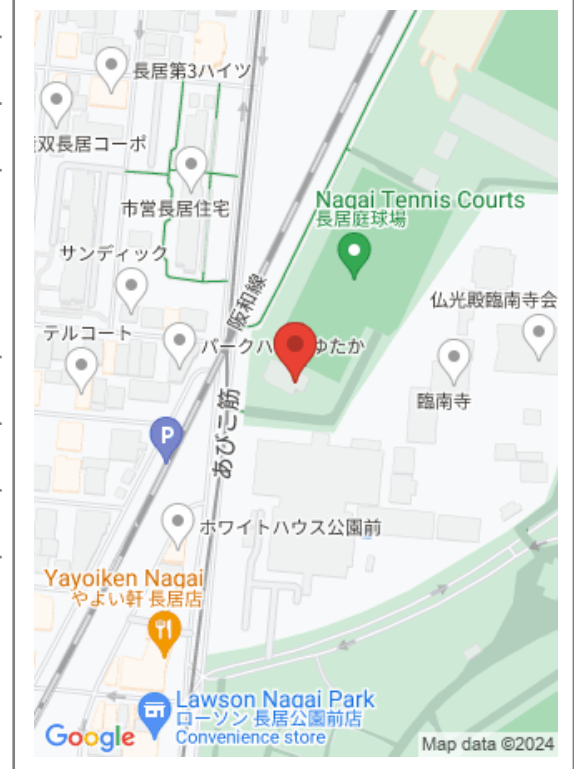 長居第3ハイツ
双長居コーポ
市営長居住宅
Nagai Tennis Courts
長居庭球場
サンディック
阪和線
仏光殿臨南寺会
テルコート
パークハ
ゆたか
臨南寺
あびこ筋
P
ホワイトハウス公園前
Yayoiken Nagai
やよい軒 長居店
Lawson Nagai Park
ローソン 長居公園前店
Convenience store
Google
Map data ©2024